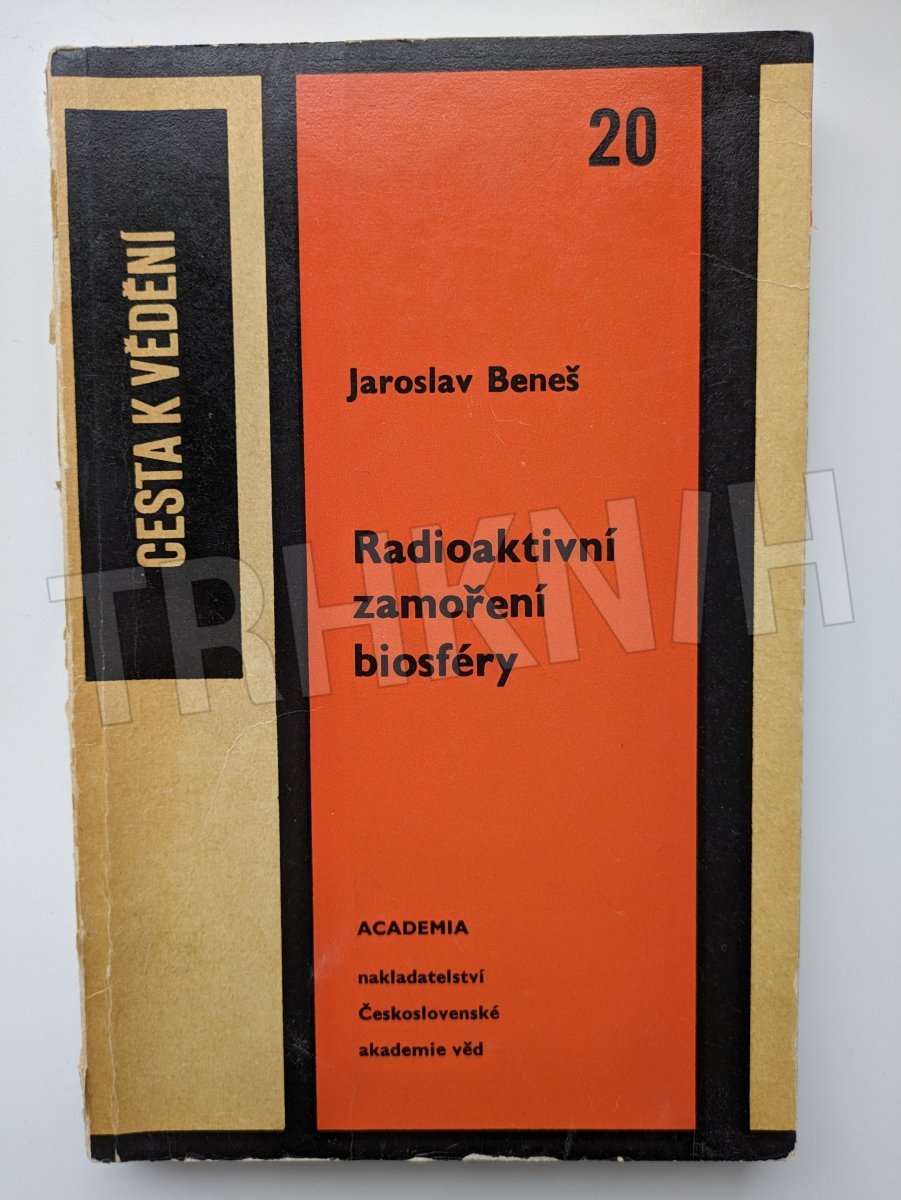 20
CESTA K VĚDĚNÍ
Jaroslav Beneš
Radioaktivní
zamoření
biosféry
ACADEMIA
nakladatelství
Československé
akademie věd
TRHKNIH